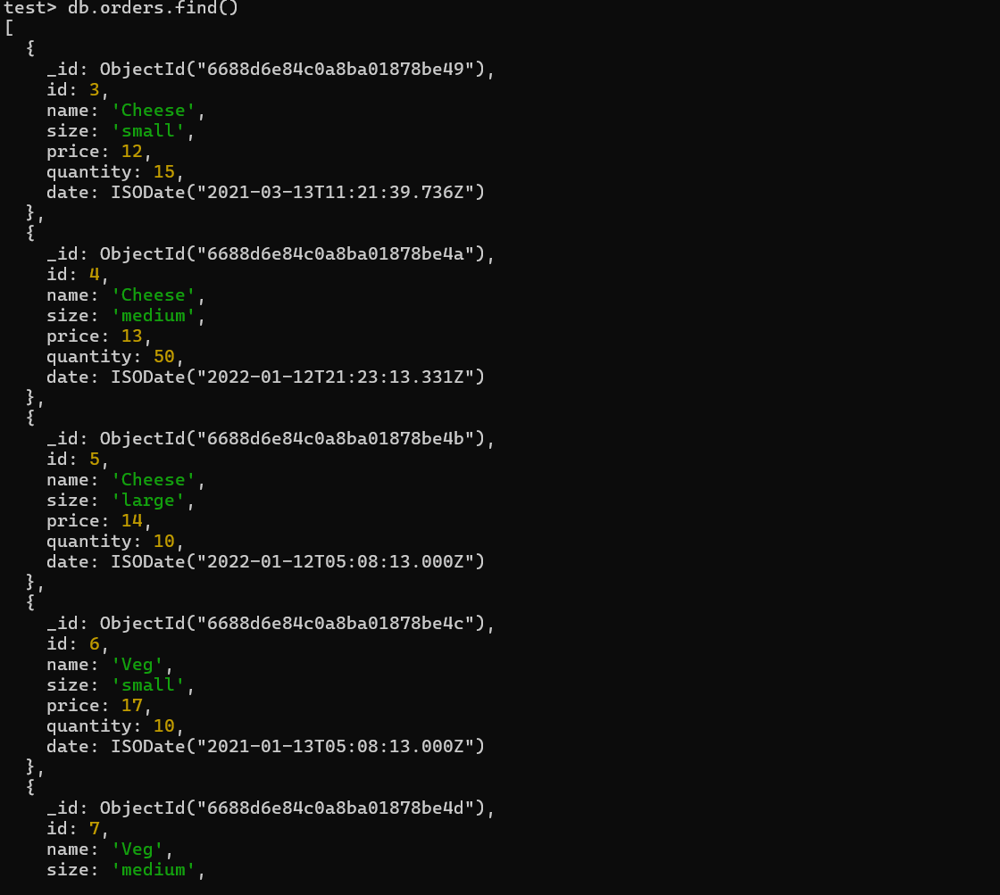 test> db.orders.find()
[
  {
    _id: ObjectId("6688d6e84c0a8ba01878be49"),
    id: 3,
    name: 'Cheese',
    size: 'small',
    price: 12,
    quantity: 15,
    date: ISODate("2021-03-13T11:21:39.736Z")
  },
  {
    _id: ObjectId("6688d6e84c0a8ba01878be4a"),
    id: 4,
    name: 'Cheese',
    size: 'medium',
    price: 13,
    quantity: 50,
    date: ISODate("2022-01-12T21:23:13.331Z")
  },
  {
    _id: ObjectId("6688d6e84c0a8ba01878be4b"),
    id: 5,
    name: 'Cheese',
    size: 'large',
    price: 14,
    quantity: 10,
    date: ISODate("2022-01-12T05:08:13.000Z")
  },
  {
    _id: ObjectId("6688d6e84c0a8ba01878be4c"),
    id: 6,
    name: 'Veg',
    size: 'small',
    price: 17,
    quantity: 10,
    date: ISODate("2021-01-13T05:08:13.000Z")
  },
  {
    _id: ObjectId("6688d6e84c0a8ba01878be4d"),
    id: 7,
    name: 'Veg',
    size: 'medium',